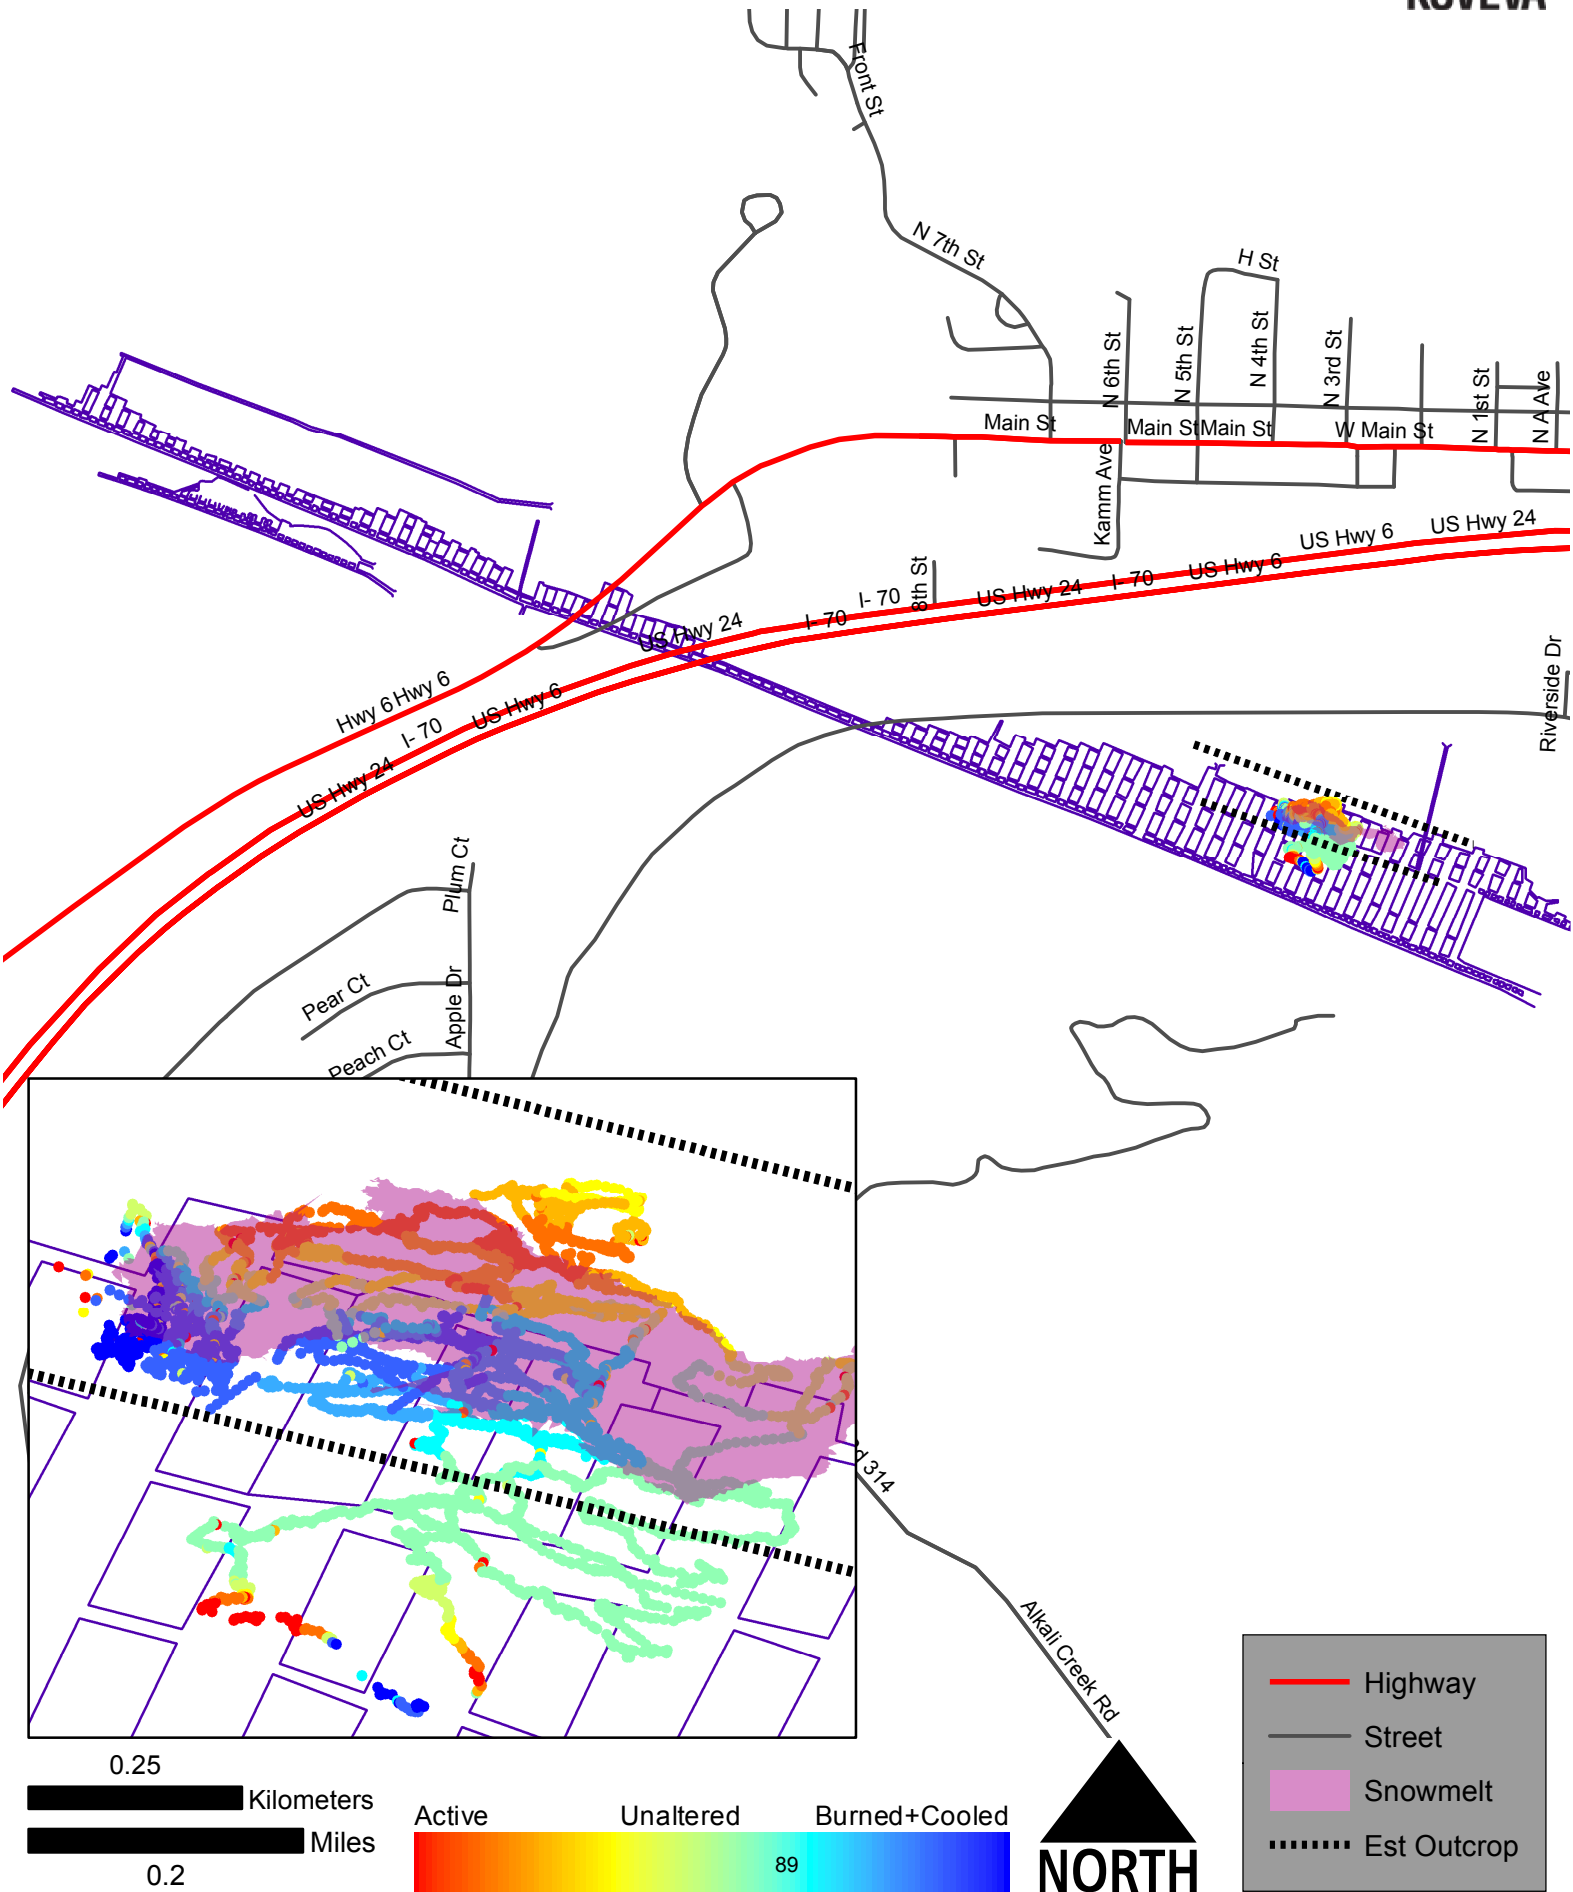 Front St
N 7th St
H St
N 6th St
N 5th St
N 4th St
N 3rd St
N 1st St
N A Ave
Main St
Main St
Main St
W Main St
Kamm Ave
US Hwy 24
US Hwy 6
US Hwy 6
I- 70
US Hwy 24
8th St
I- 70
I- 70
US Hwy 24
Riverside Dr
Hwy 6
Hwy 6
US Hwy 6
I- 70
US Hwy 24
Plum Ct
Pear Ct
Apple Dr
Peach Ct
314
Alkali Creek Rd
0.25
Kilometers
Miles
0.2
Active
Unaltered
Burned+Cooled
89
NORTH
Highway
Street
Snowmelt
Est Outcrop